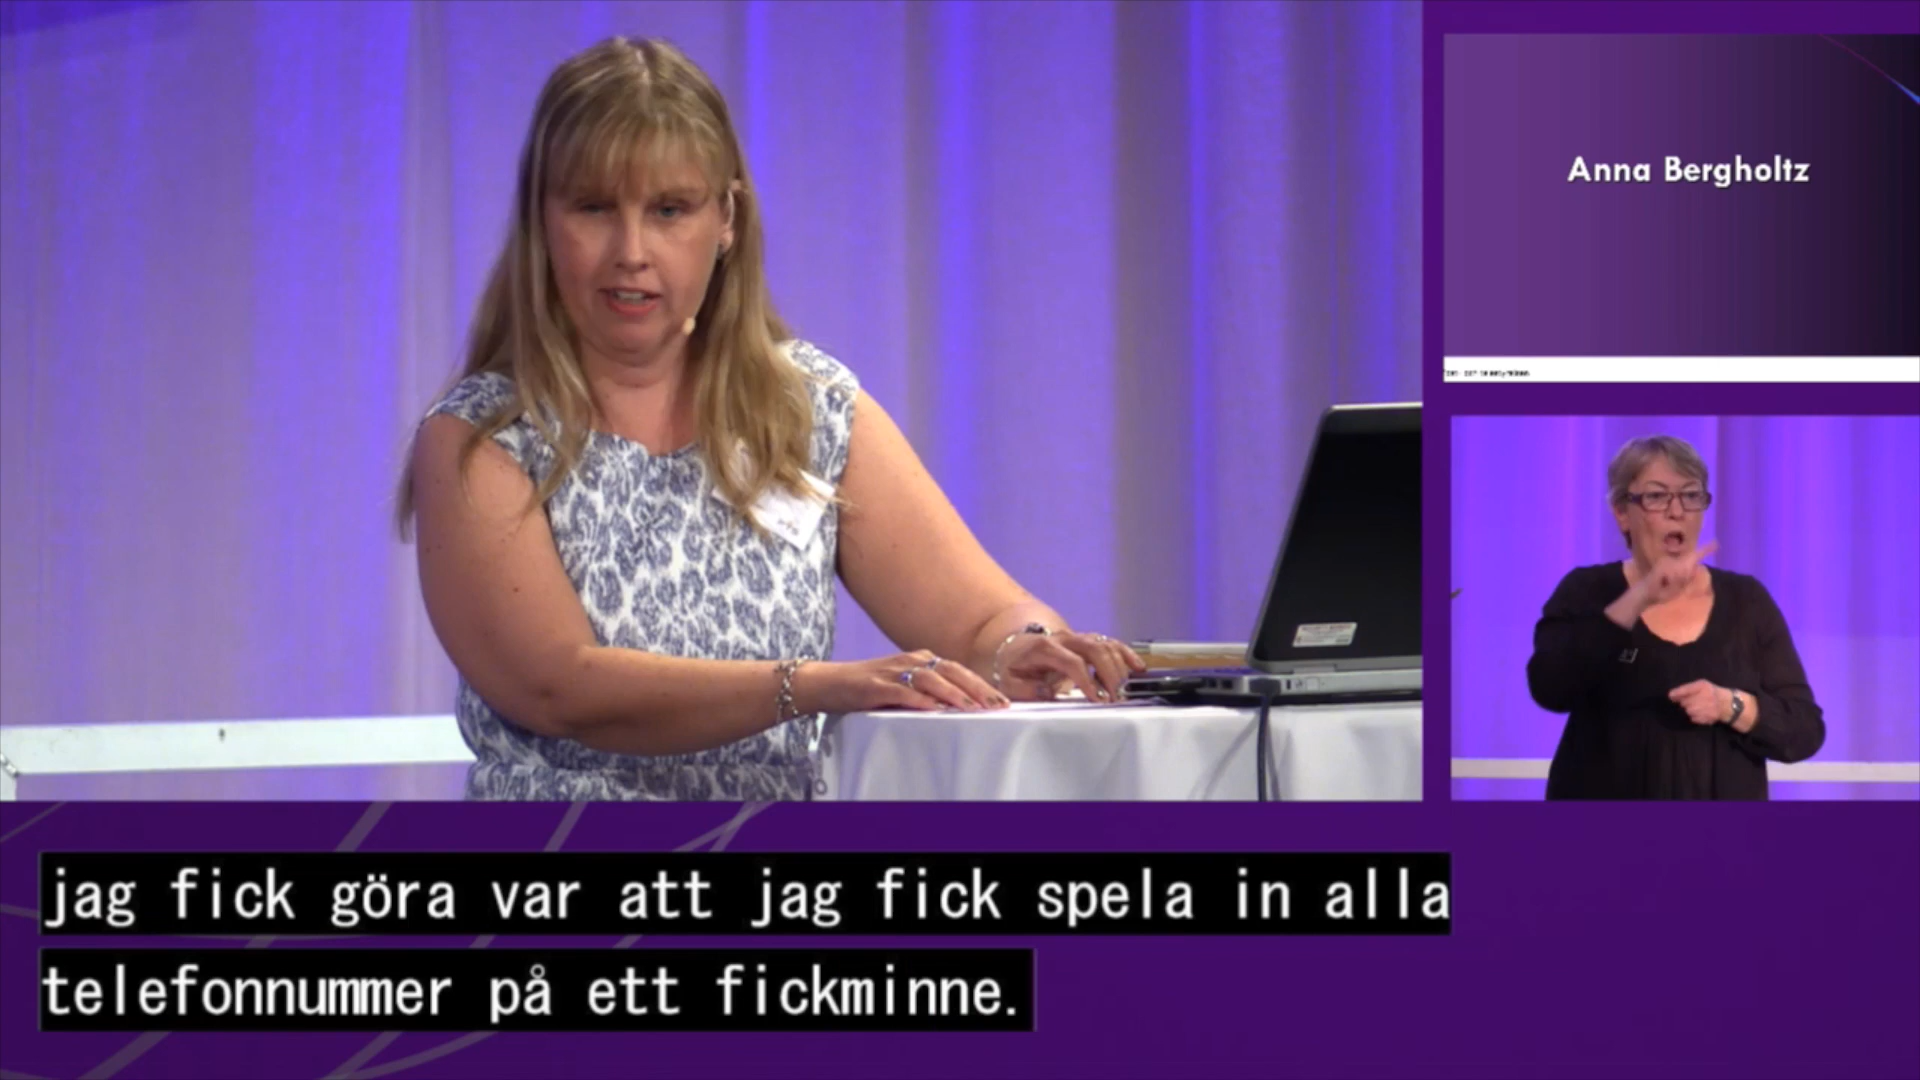 Anna Bergholtz
jag fick göra var att jag fick spela in alla
telefonnummer på ett fickminne.